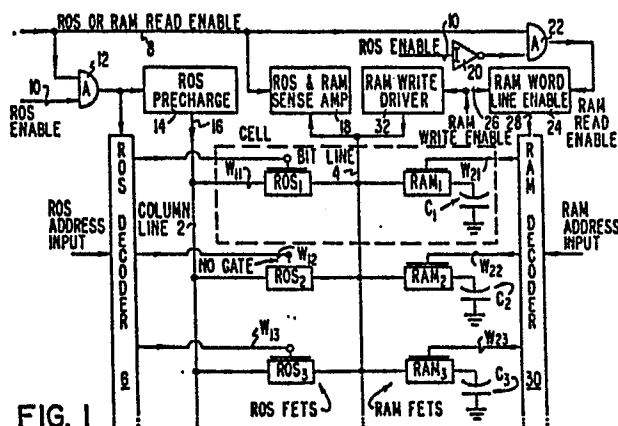 ROS OR RAM READ ENABLE
8
10
22
ROS ENABLE
A
12
20
10
A
ROS
ENABLE
ROS
PRECHARGE
14
16
ROS & RAM
SENSE AMP
18
RAM WRITE
DRIVER
32
RAM WORD
LINE ENABLE
24
26
28
RAM
WRITE ENABLE
RAM
READ
ENABLE
CELL
BIT LINE
4
W11
ROS1
RAM1
W21
C1
ROS
ADDRESS
INPUT
ROS DECODER
6
COLUMN
LINE 2
RAM DECODER
30
RAM
ADDRESS
INPUT
NO GATE
W12
ROS2
RAM2
W22
C2
W13
ROS3
RAM3
W23
C3
ROS FETS
RAM FETS
FIG. 1